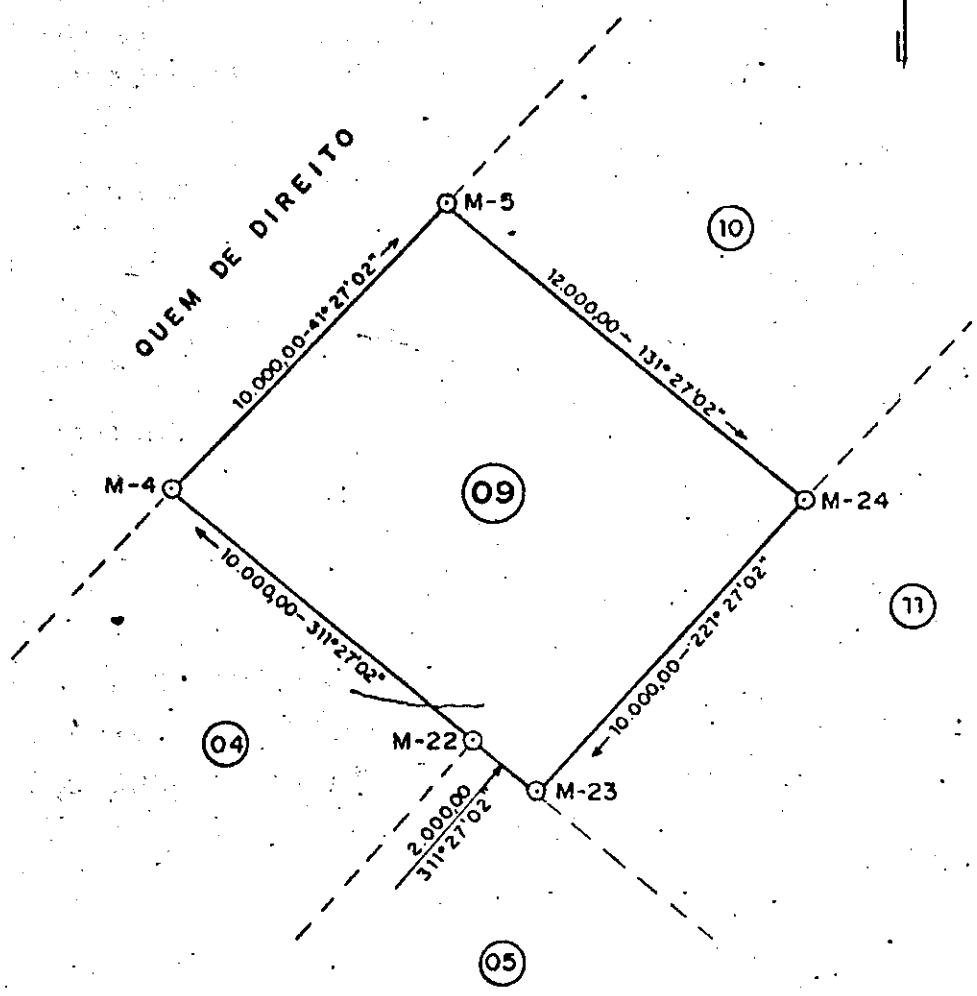 QUEM DE DIREITO
M-5
10
10.000,00-41°27'02"
12.000,00- 131°27'02"
M-4
09
M-24
10.000,00-311°27'02"
10.000,00-221°27'02"
11
04
M-22
M-23
2.000,00
311°27'02"
05